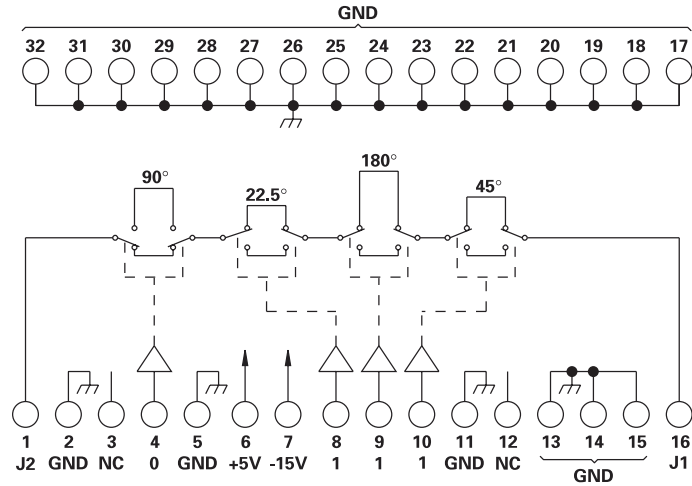 GND
32 31 30 29 28 27 26 25 24 23 22 21 20 19 18 17
180°
90° 45°
22.5°
1 2 3 4 5 6 7 8 9 10 11 12 13 14 15 16
J2 GND NC 0 GND +5V -15V 1 1 1 GND NC J1
GND